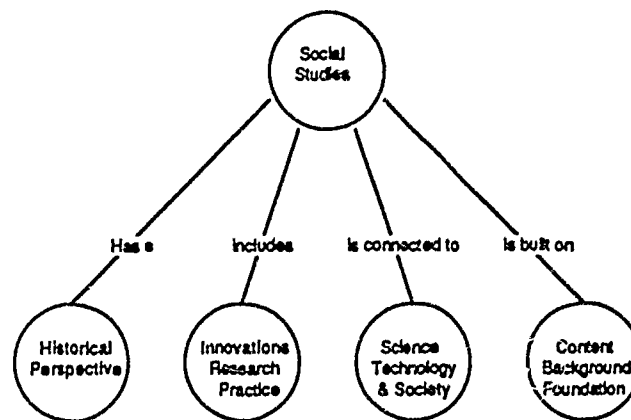 Social
Studies
Has a
Includes
Is connected to
Is built on
Historical
Perspective
Innovations
Research
Practice
Science
Technology
& Society
Content
Background
Foundation